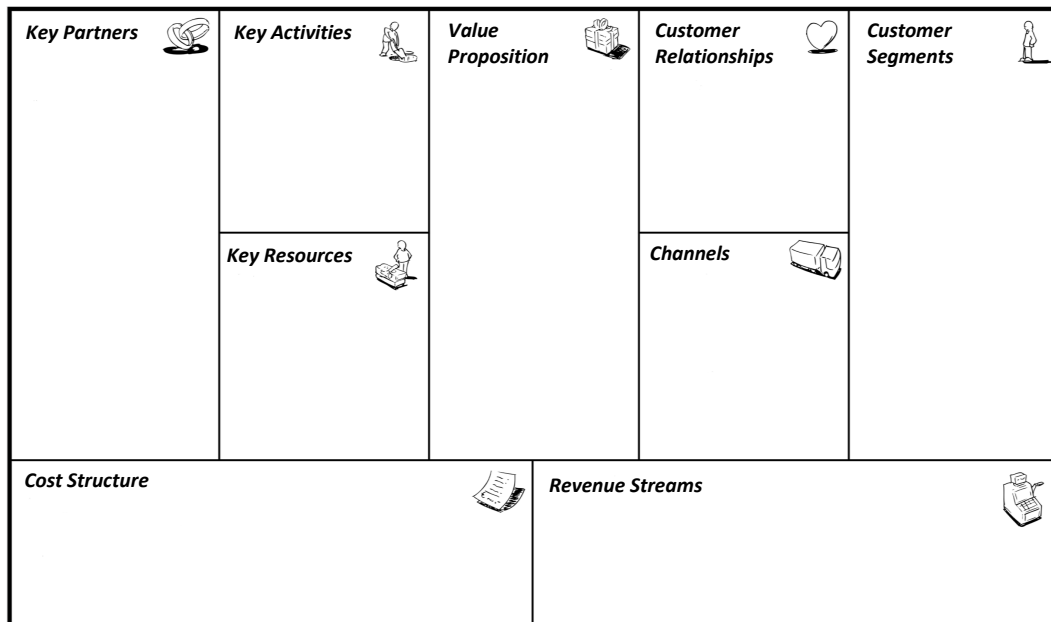 Key Partners
Key Activities
Value
Proposition
Customer
Relationships
Customer
Segments
Key Resources
Channels
Cost Structure
Revenue Streams